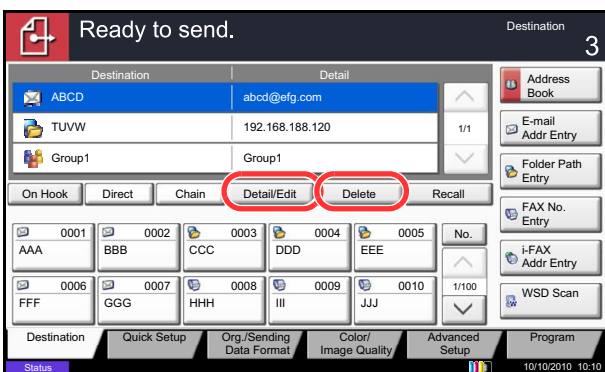 Ready to send.
Destination
3
Destination Detail
ABCD abcd@efg.com
TUVW 192.168.188.120
1/1
Group1 Group1
On Hook Direct Chain Detail/Edit Delete Recall
0001 0002 0003 0004 0005 No.
AAA BBB CCC DDD EEE
0006 0007 0008 0009 0010 1/100
FFF GGG HHH III JJJ
Address
Book
E-mail
Addr Entry
Folder Path
Entry
FAX No.
Entry
i-FAX
Addr Entry
WSD Scan
Destination Quick Setup Org./Sending
Data Format Color/
Image Quality Advanced
Setup Program
Status 10/10/2010 10:10